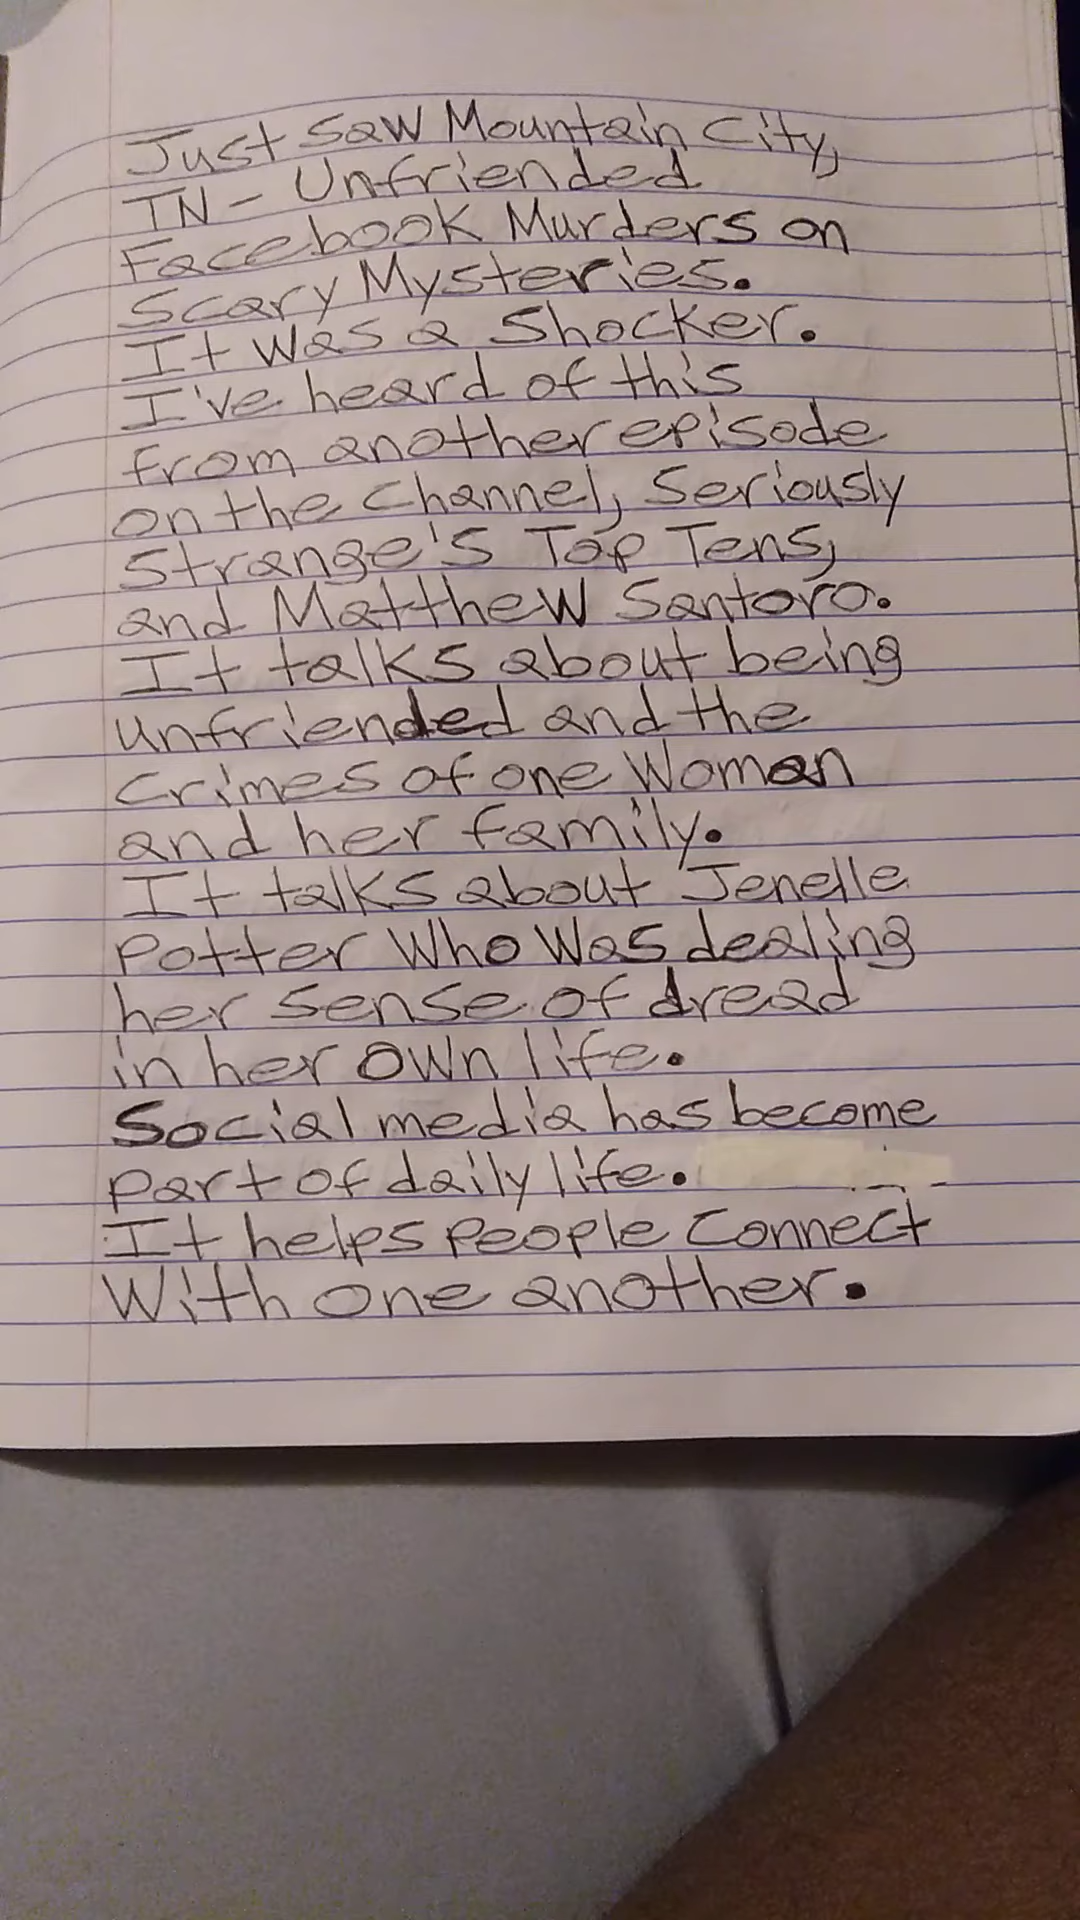 Just saw Mountain City,
TN - Unfriended
Facebook Murders on
Scary Mysteries.
It was a shocker.
I've heard of this
from another episode
on the channel, Seriously
Strange's Top Tens,
and Matthew Santoro.
It talks about being
unfriended and the
crimes of one woman
and her family.
It talks about Jenelle
Potter who was dealing
her sense of dread
in her own life.
Social media has become
part of daily life.
It helps people connect
with one another.